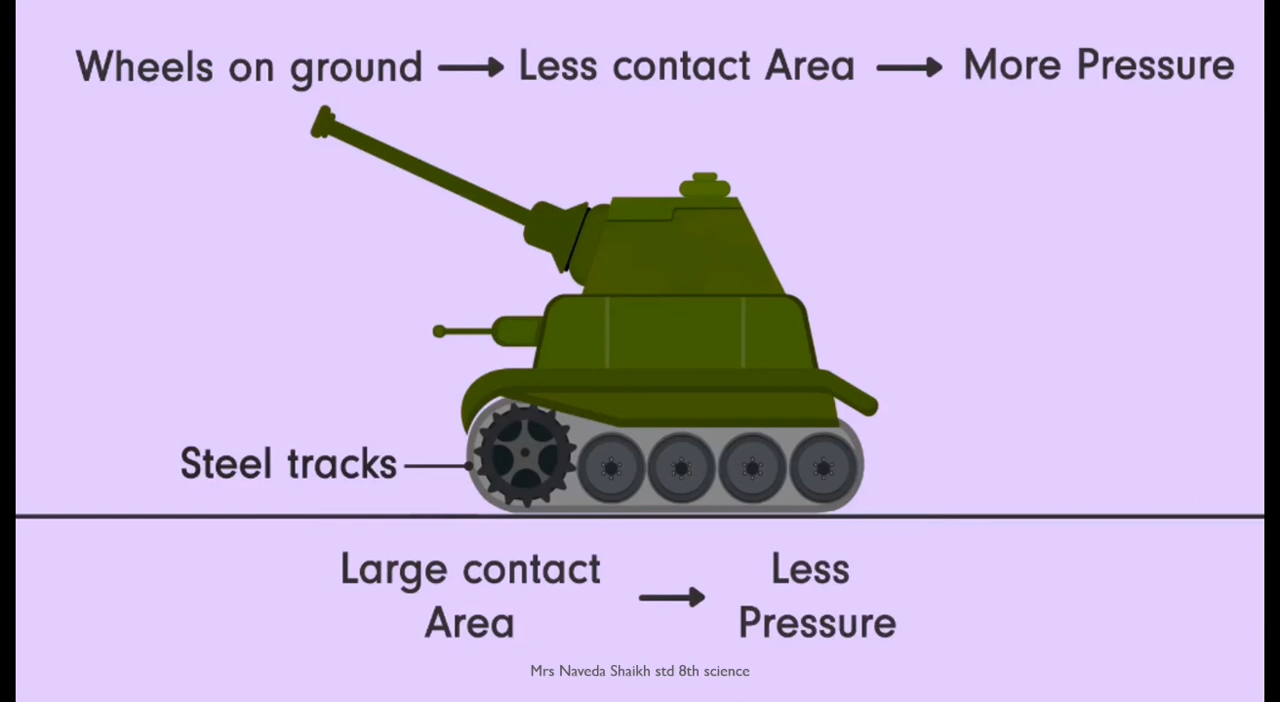 Wheels on ground → Less contact Area → More Pressure
Steel tracks
Large contact
Area
→
Less
Pressure
Mrs Naveda Shaikh std 8th science